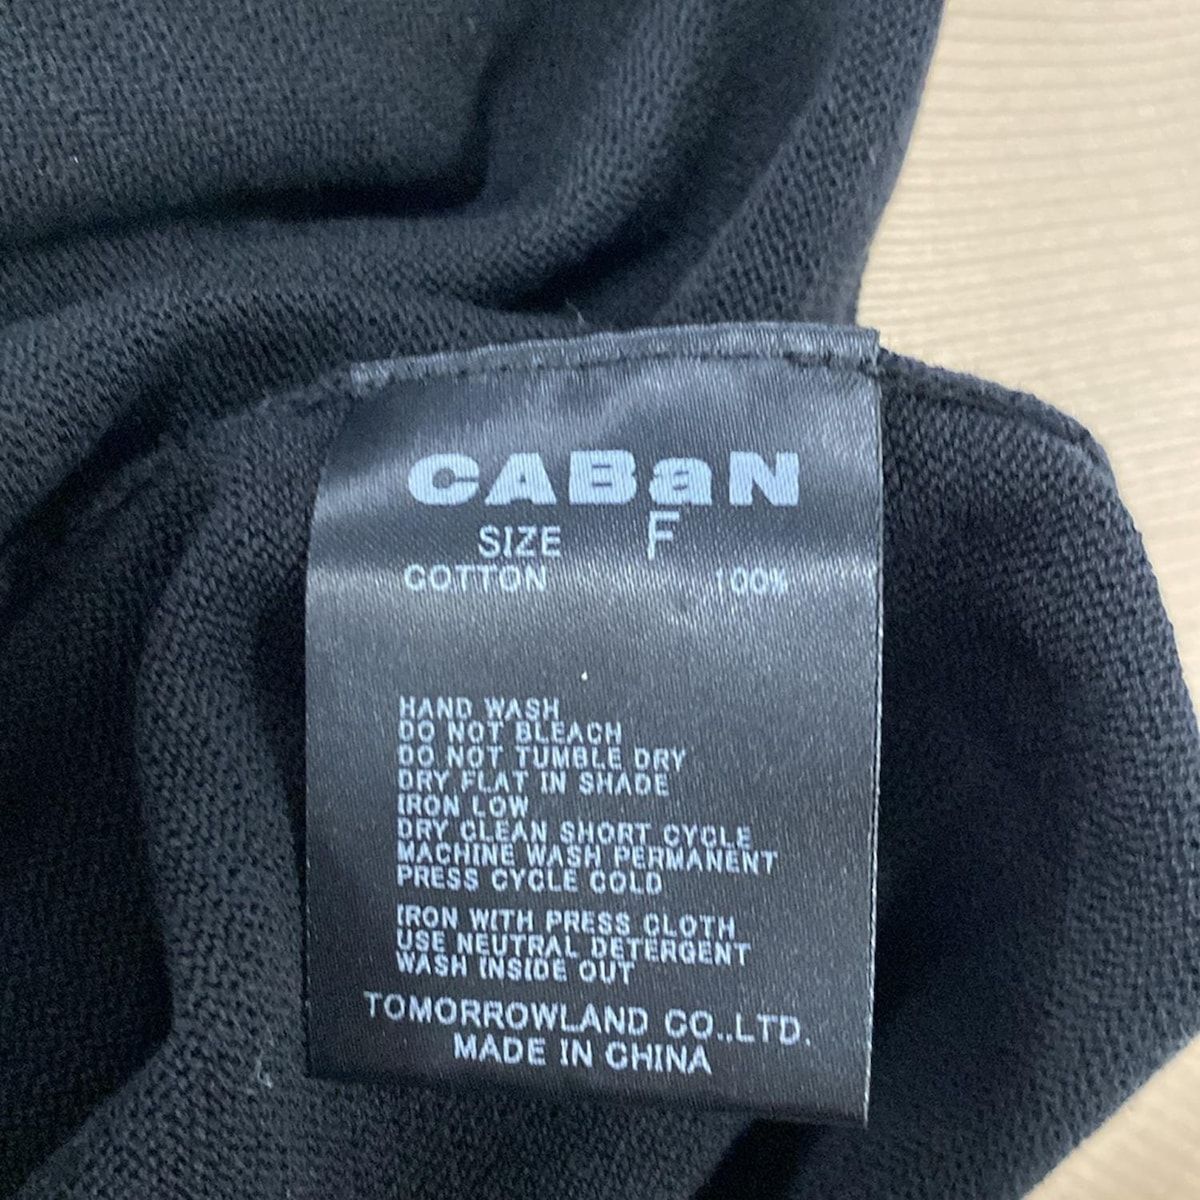 CABaN
SIZE F
COTTON 100%
HAND WASH
DO NOT BLEACH
DO NOT TUMBLE DRY
DRY FLAT IN SHADE
IRON LOW
DRY CLEAN SHORT CYCLE
MACHINE WASH PERMANENT
PRESS CYCLE COLD
IRON WITH PRESS CLOTH
USE NEUTRAL DETERGENT
WASH INSIDE OUT
TOMORROWLAND CO.,LTD.
MADE IN CHINA